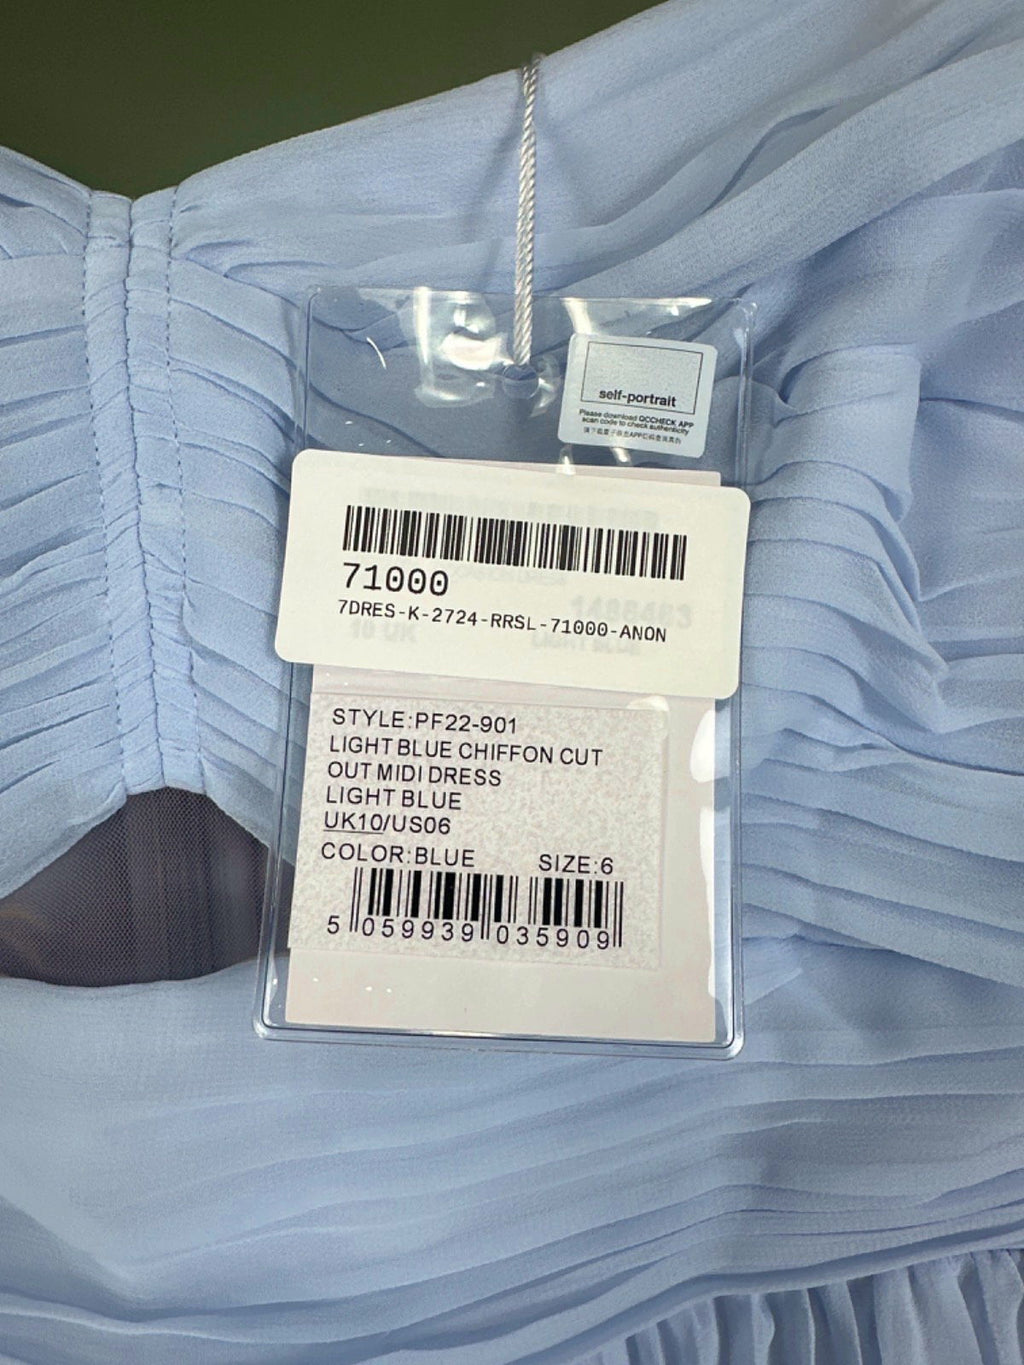 self-portrait
Please download QCCHECK APP
scan code to check authenticity
71000
7DRES-K-2724-RRSL-71000-ANON
10 UK
LIGHT BLUE
STYLE:PF22-901
LIGHT BLUE CHIFFON CUT
OUT MIDI DRESS
LIGHT BLUE
UK10/US06
COLOR:BLUE SIZE:6
5 059939 035909